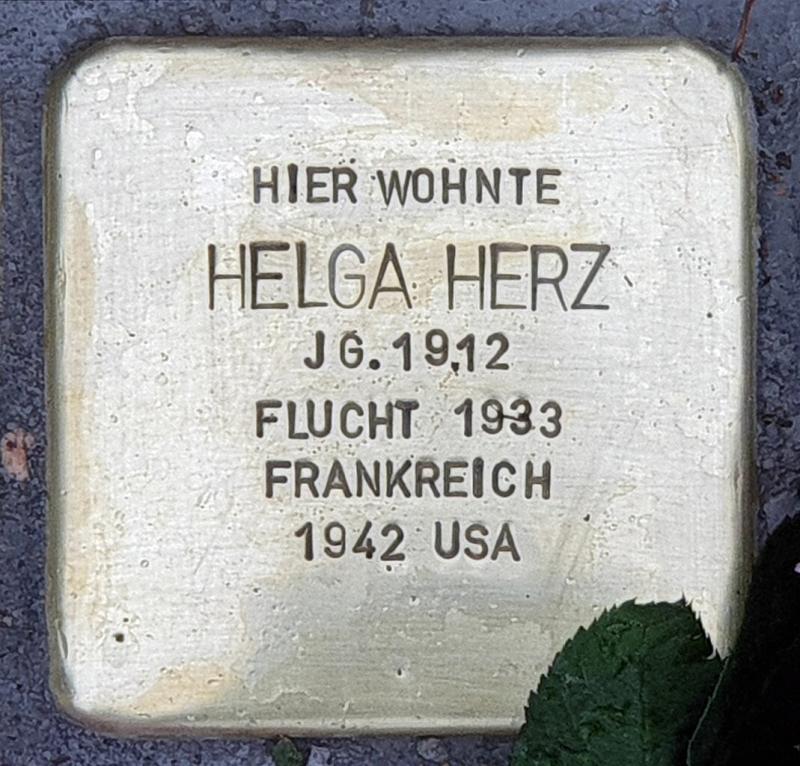 HIER WOHNTE
HELGA HERZ
JG. 1912
FLUCHT 1933
FRANKREICH
1942 USA